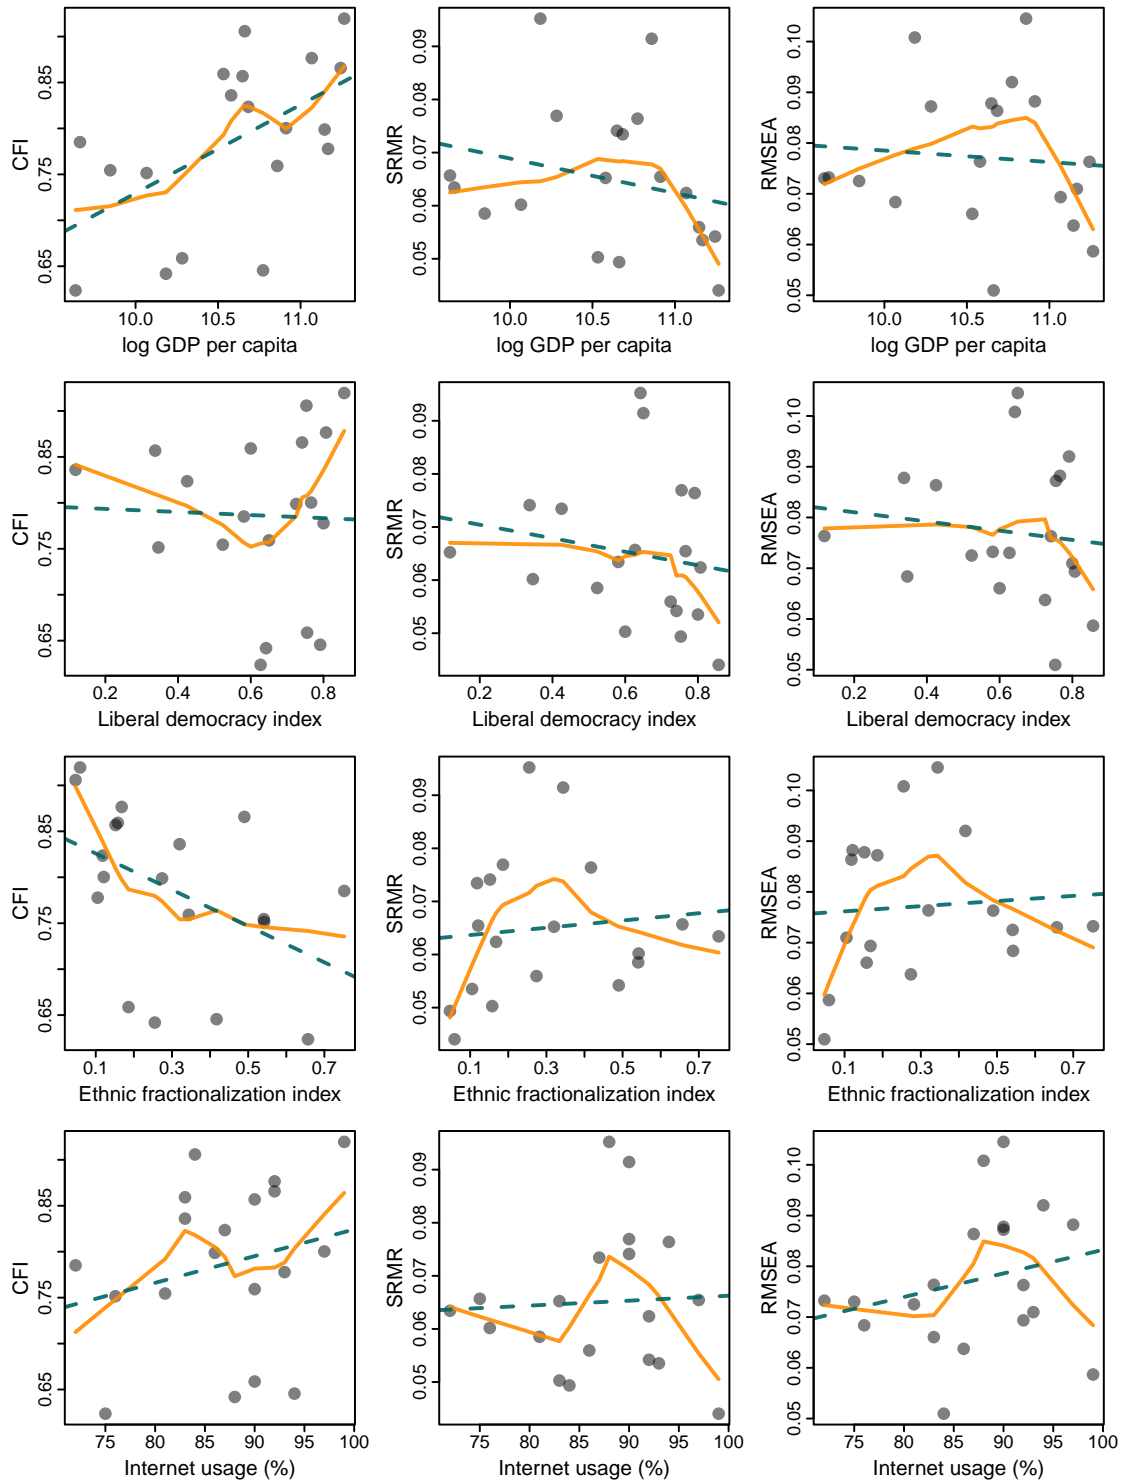 CFI
0.65 0.75 0.85
10.0 10.5 11.0
log GDP per capita
SRMR
0.05 0.06 0.07 0.08 0.09
10.0 10.5 11.0
log GDP per capita
RMSEA
0.05 0.06 0.07 0.08 0.09 0.10
10.0 10.5 11.0
log GDP per capita
CFI
0.65 0.75 0.85
0.2 0.4 0.6 0.8
Liberal democracy index
SRMR
0.05 0.06 0.07 0.08 0.09
0.2 0.4 0.6 0.8
Liberal democracy index
RMSEA
0.05 0.06 0.07 0.08 0.09 0.10
0.2 0.4 0.6 0.8
Liberal democracy index
CFI
0.65 0.75 0.85
0.1 0.3 0.5 0.7
Ethnic fractionalization index
SRMR
0.05 0.06 0.07 0.08 0.09
0.1 0.3 0.5 0.7
Ethnic fractionalization index
RMSEA
0.05 0.06 0.07 0.08 0.09 0.10
0.1 0.3 0.5 0.7
Ethnic fractionalization index
CFI
0.65 0.75 0.85
75 80 85 90 95 100
Internet usage (%)
SRMR
0.05 0.06 0.07 0.08 0.09
75 80 85 90 95 100
Internet usage (%)
RMSEA
0.05 0.06 0.07 0.08 0.09 0.10
75 80 85 90 95 100
Internet usage (%)